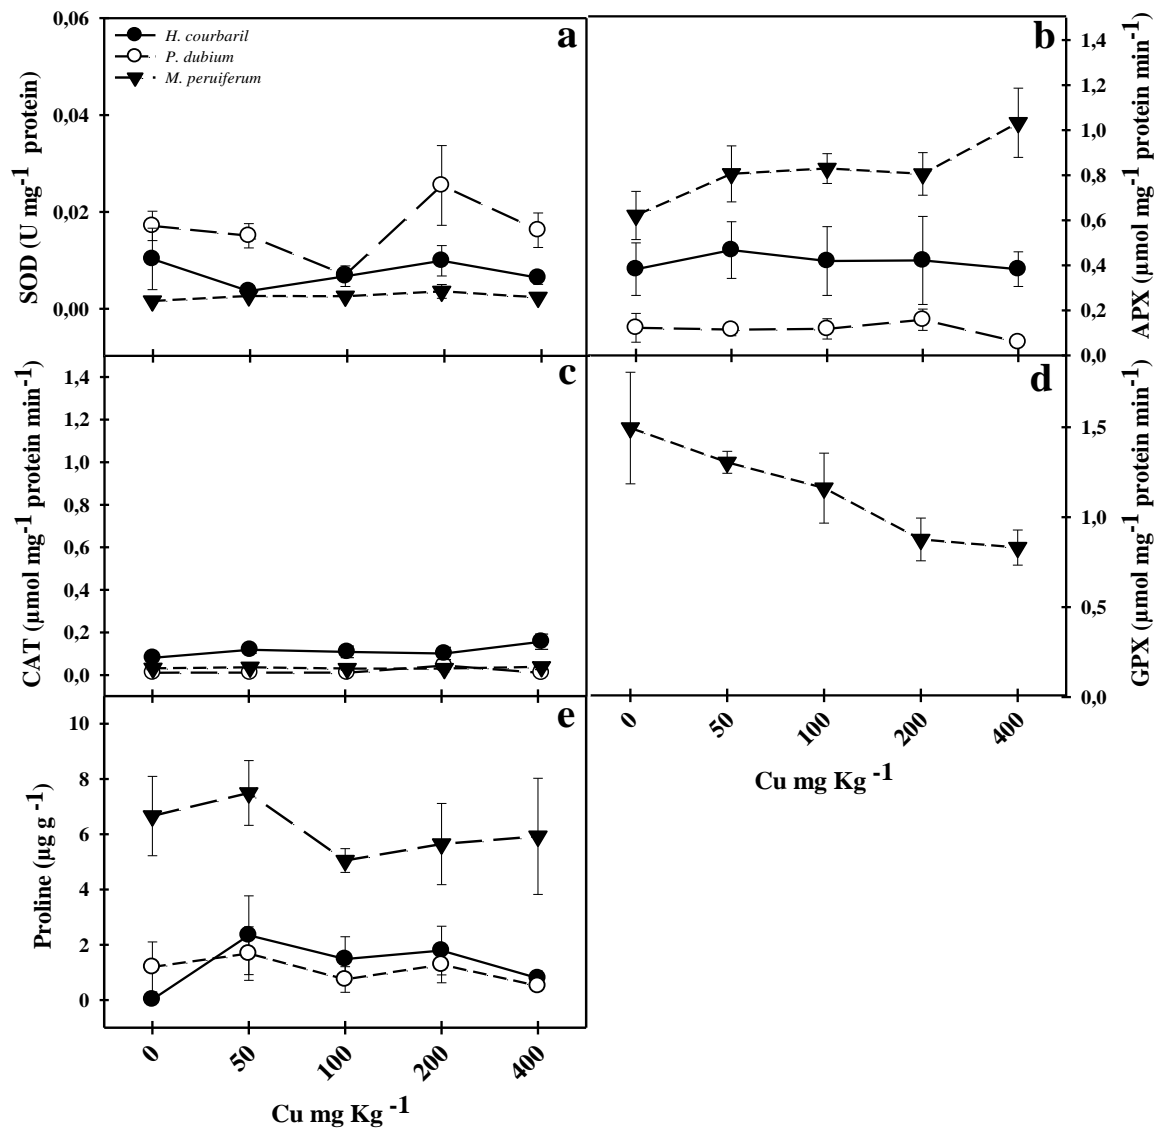 a
H. courbaril
P. dubium
M. peruiferum
SOD (U mg-1 protein)
0,06
0,04
0,02
0,00
b
APX (µmol mg-1 protein min-1)
1,4
1,2
1,0
0,8
0,6
0,4
0,2
0,0
c
CAT (µmol mg-1 protein min-1)
1,4
1,2
1,0
0,8
0,6
0,4
0,2
0,0
d
GPX (µmol mg-1 protein min-1)
1,5
1,0
0,5
0,0
0 50 100 200 400
Cu mg Kg -1
e
Proline (µg g -1)
10
8
6
4
2
0
0 50 100 200 400
Cu mg Kg -1